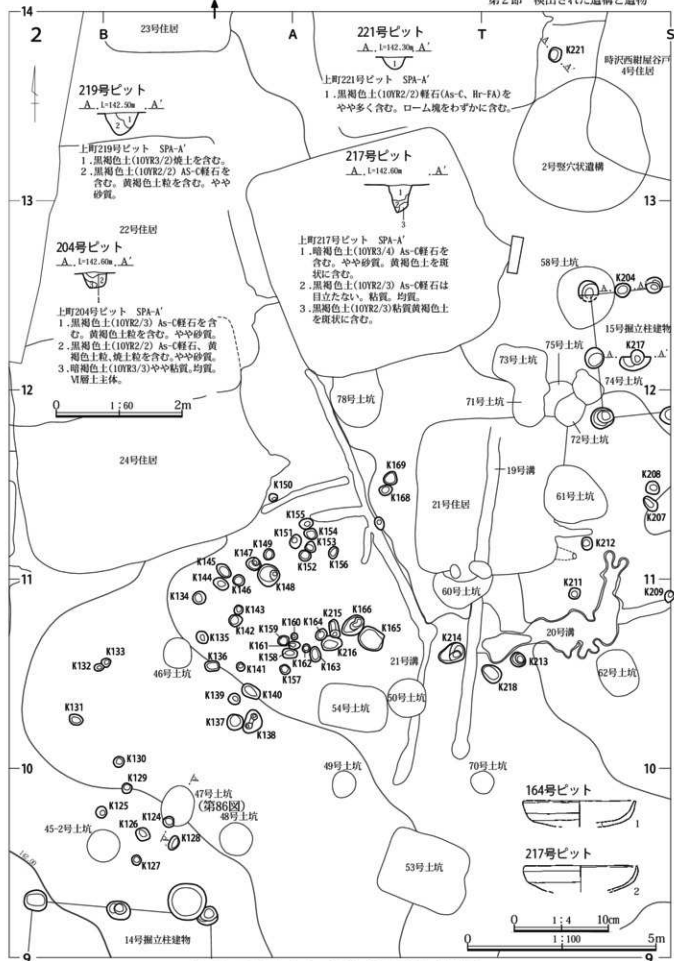 第2節 検出された遺構と遺物
14
2
B
23号住居
A
221号ピット
A L=142.30m A'
1
上町221号ピット SPA-A'
1.黒褐色土(10YR2/2)軽石(As-C、Hr-FA)を
やや多く含む。ローム塊をわずかに含む。
T
K221
A
A'
S
時沢西紺屋谷戸
4号住居
219号ピット
A L=142.50m A'
1
2
上町219号ピット SPA-A'
1.黒褐色土(10YR3/2)焼土を含む。
2.黒褐色土(10YR2/2) AS-C軽石を
含む。黄褐色土粒を含む。やや
砂質。
217号ピット
A L=142.60m A'
3
上町217号ピット SPA-A'
1.暗褐色土(10YR3/4) As-C軽石を
含む。やや砂質。黄褐色土を斑
状に含む。
2.黒褐色土(10YR2/3) As-C軽石は
目立たない。粘質。均質。
3.黒褐色土(10YR2/3)粘質黄褐色土
を斑状に含む。
2号竪穴状遺構
13
13
22号住居
204号ピット
A L=142.60m A'
1
上町204号ピット SPA-A'
1.黒褐色土(10YR2/3) As-C軽石を含
む。黄褐色土粒を含む。やや砂質。
2.黒褐色土(10YR2/2) As-C軽石、黄
褐色土粒、焼土粒を含む。やや砂質。
3.暗褐色土(10YR3/3)やや粘質。均質。
Ⅵ層土主体。
0 1:60 2m
58号土坑
K204
A A'
15号掘立柱建物
K217
A A'
75号土坑
73号土坑
74号土坑
71号土坑
72号土坑
78号土坑
12
12
24号住居
19号溝
21号住居
61号土坑
K169
K168
K208
K207
K150
K155
K154
K151
K153
K152
K156
K149
K147
K148
K145
K144
K146
K134
K212
11
11
K211
K209
60号土坑
K143
K142
K135
K160
K164
K215
K166
K159
K165
K161
K216
K158
K162
K163
K214
20号溝
K213
K218
62号土坑
46号土坑
K136
K141
K157
21号溝
K133
K132
K139
K140
54号土坑
50号土坑
K131
K137
K138
K130
49号土坑
70号土坑
10
10
K129
47号土坑
(第86図)
48号土坑
K125
K124
K126
K128
45-2号土坑
K127
53号土坑
164号ピット
1
217号ピット
2
0 1:4 10cm
0 1:100 5m
14号掘立柱建物
9
9